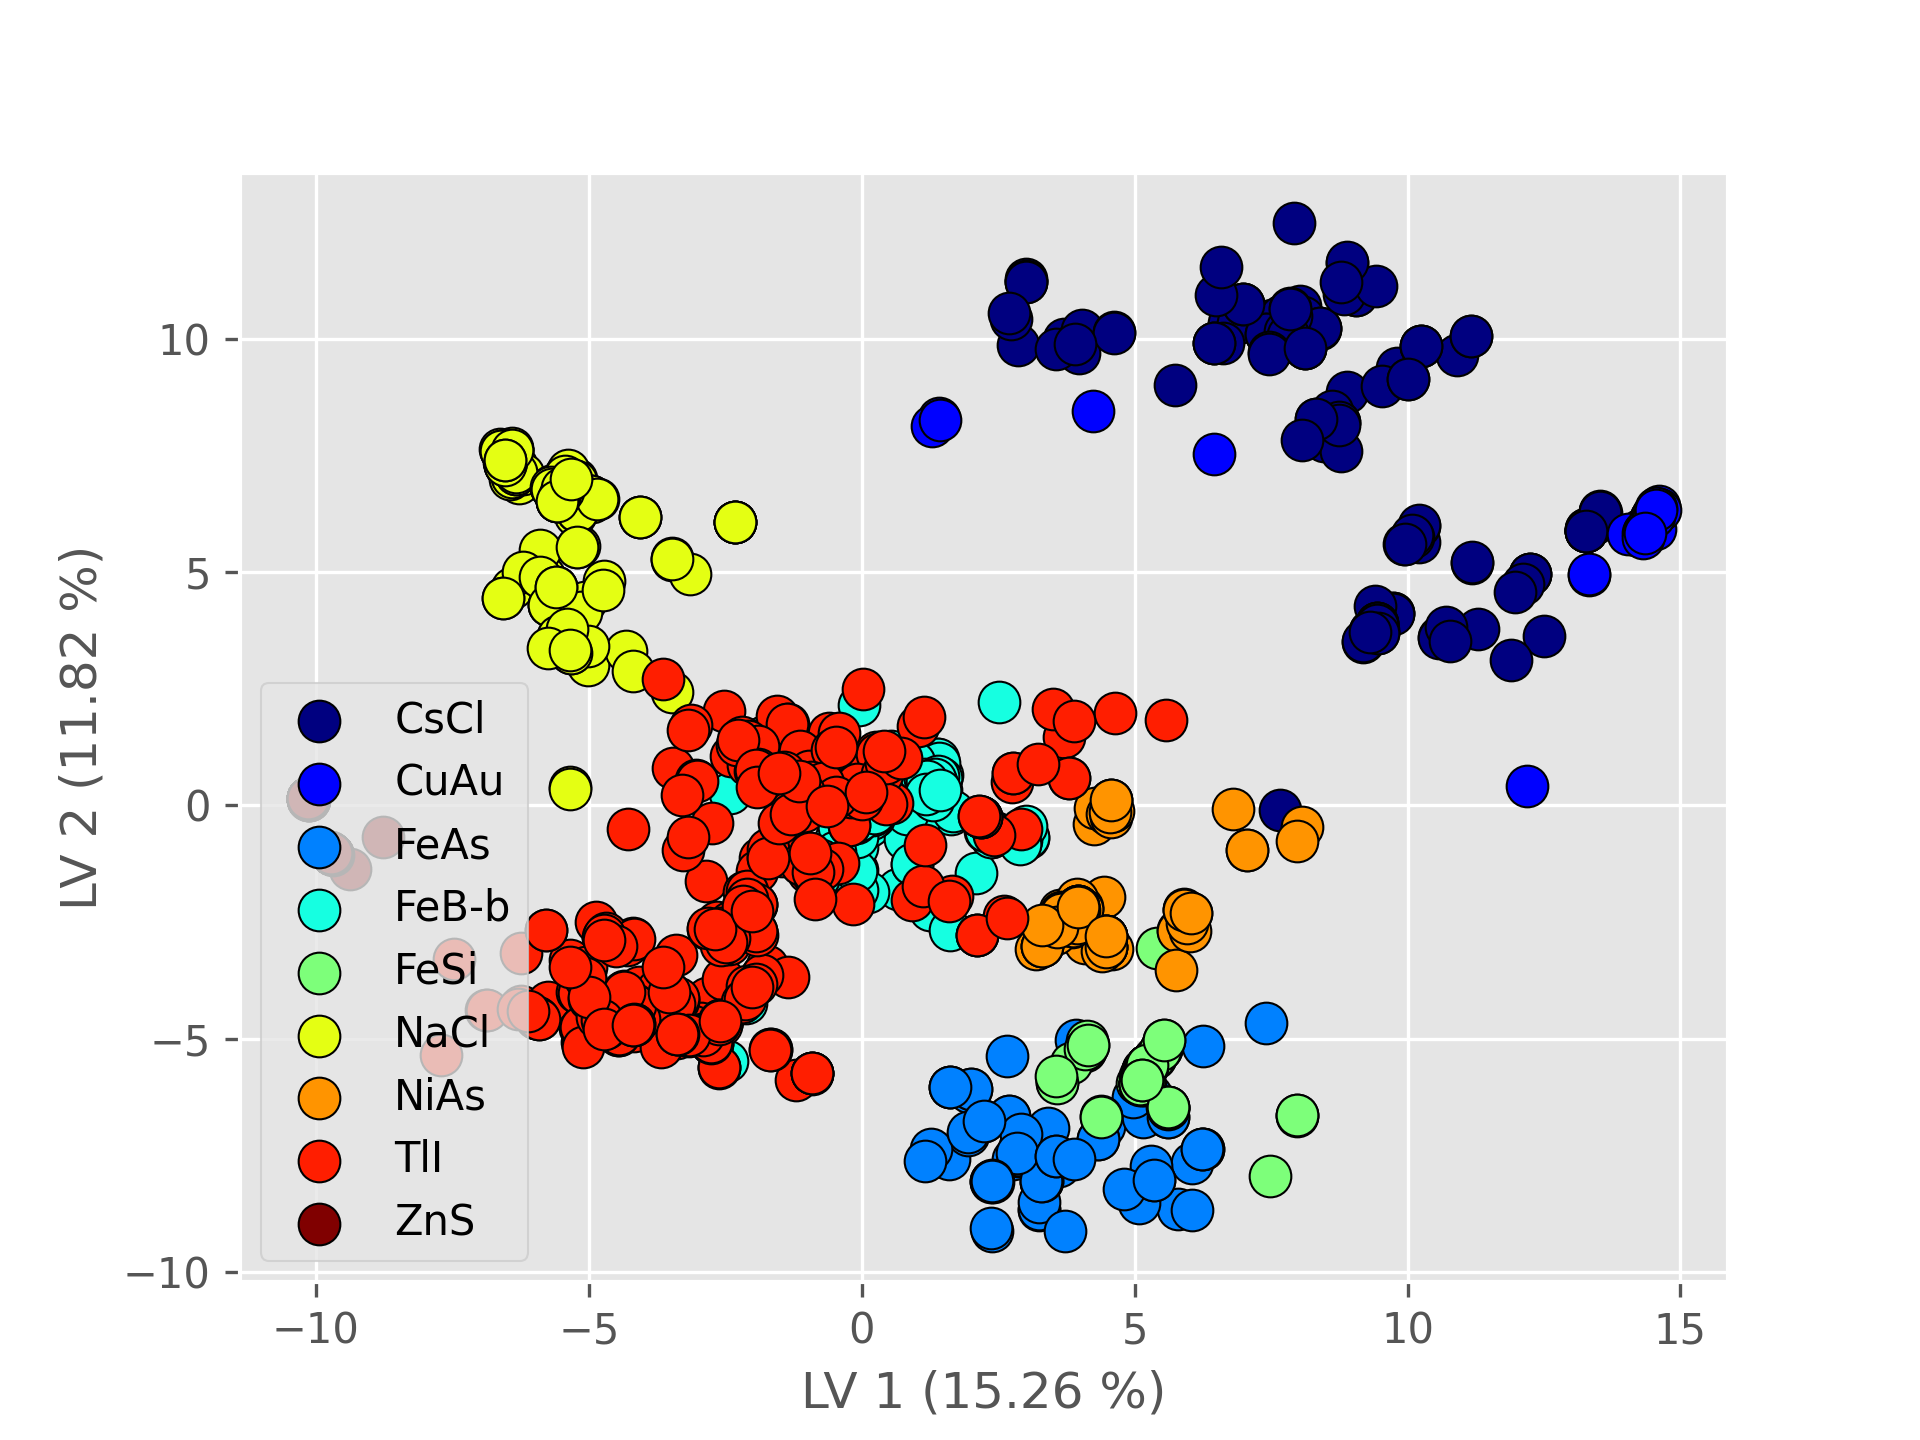 10
5
0
−5
−10
LV 2 (11.82 %)
CsCl
CuAu
FeAs
FeB-b
FeSi
NaCl
NiAs
TlI
ZnS
−10 −5 0 5 10 15
LV 1 (15.26 %)